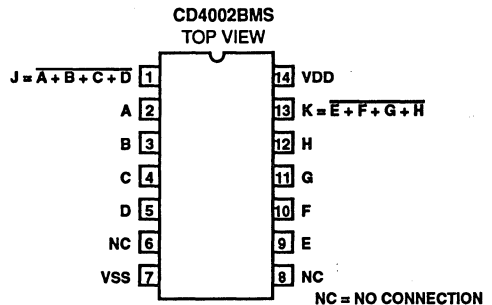 CD4002BMS
TOP VIEW
J = A + B + C + D 1 14 VDD
A 2 13 K = E + F + G + H
B 3 12 H
C 4 11 G
D 5 10 F
NC 6 9 E
VSS 7 8 NC
NC = NO CONNECTION